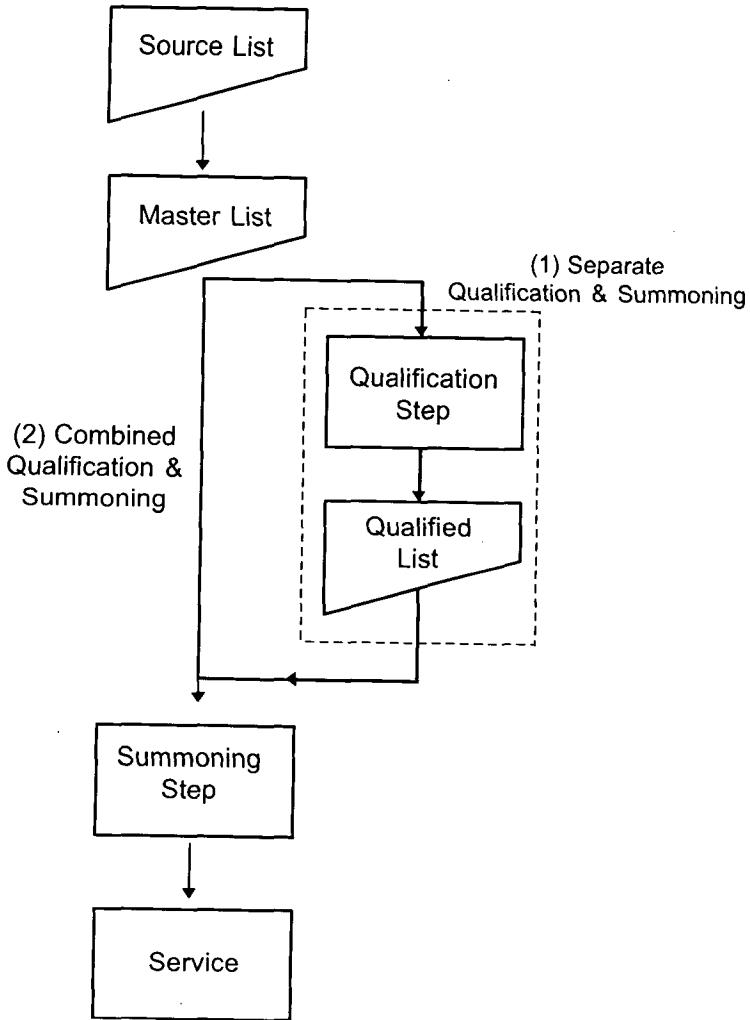 Source List
Master List
(1) Separate
Qualification & Summoning
Qualification
Step
(2) Combined
Qualification &
Summoning
Qualified
List
Summoning
Step
Service